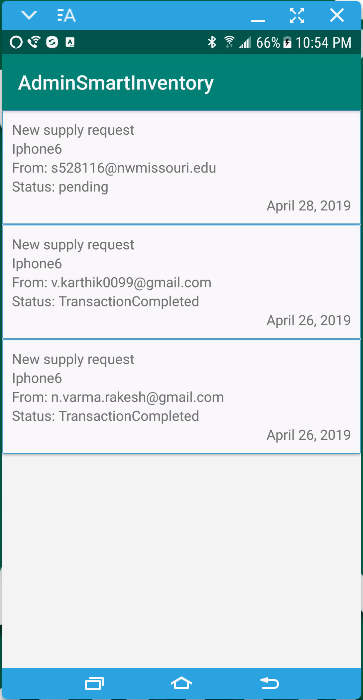 66% 10:54 PM
AdminSmartInventory
New supply request
Iphone6
From: s528116@nwmissouri.edu
Status: pending
April 28, 2019
New supply request
Iphone6
From: v.karthik0099@gmail.com
Status: TransactionCompleted
April 26, 2019
New supply request
Iphone6
From: n.varma.rakesh@gmail.com
Status: TransactionCompleted
April 26, 2019